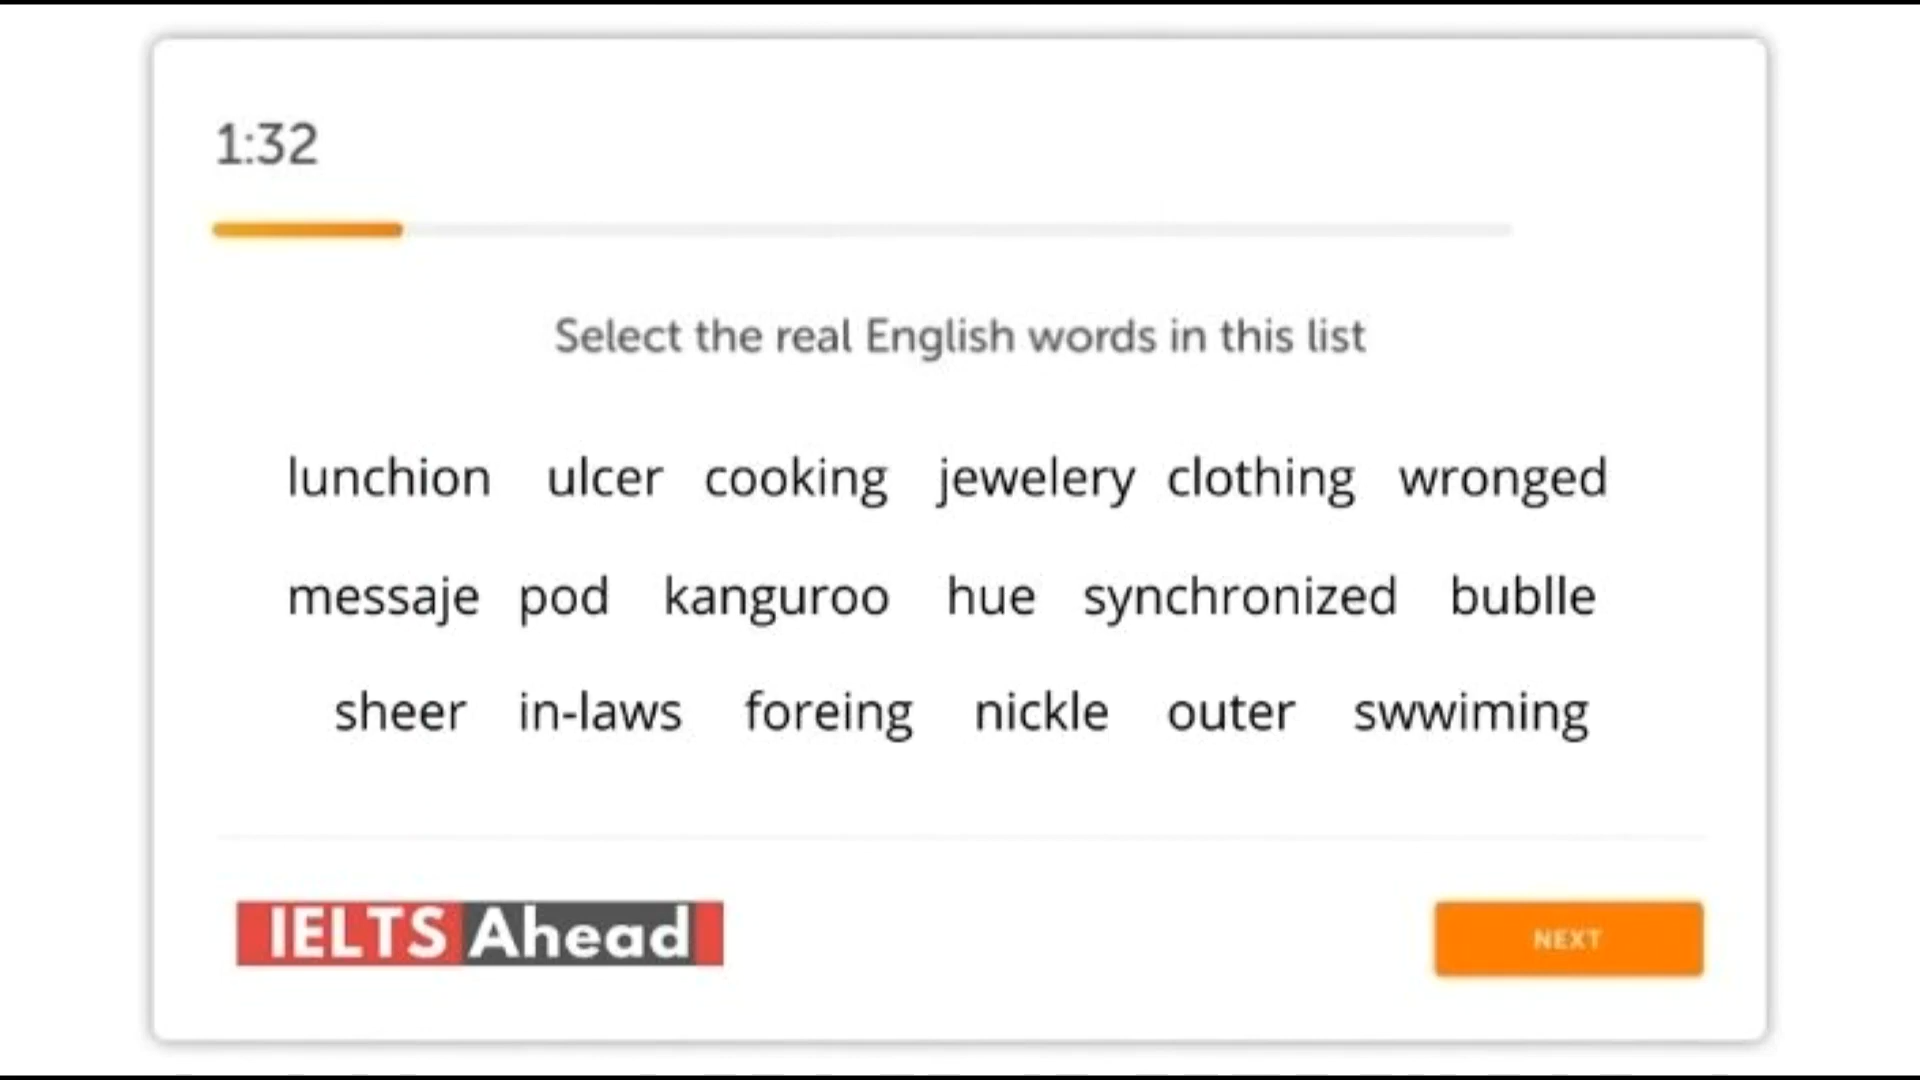 1:32
Select the real English words in this list
lunchion ulcer cooking jewelery clothing wronged
messaje pod kanguroo hue synchronized bublle
sheer in-laws foreing nickle outer swwiming
IELTS Ahead
NEXT